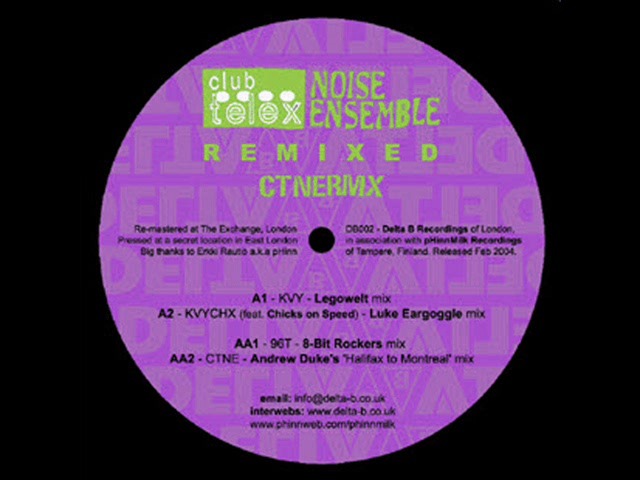 club
telex
NOISE
ENSEMBLE
REMIXED
CTNERMX
Re-mastered at The Exchange, London
Pressed at a secret location in East London
Big thanks to Erkki Rautio a.k.a pHinn
DB002 - Delta B Recordings of London,
in association with pHinnMilk Recordings
of Tampere, Finland. Released Feb 2004.
A1 - KVY - Legowelt mix
A2 - KVYCHX (feat. Chicks on Speed) - Luke Eargoggle mix
AA1 - 96T - 8-Bit Rockers mix
AA2 - CTNE - Andrew Duke's "Halifax to Montreal" mix
email: info@delta-b.co.uk
interwebs: www.delta-b.co.uk
www.phinnweb.com/phinnmilk